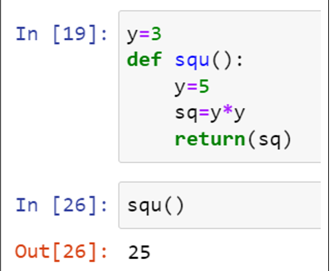 In [19]: y=3
def squ():
    y=5
    sq=y*y
    return(sq)
In [26]: squ()
Out[26]: 25